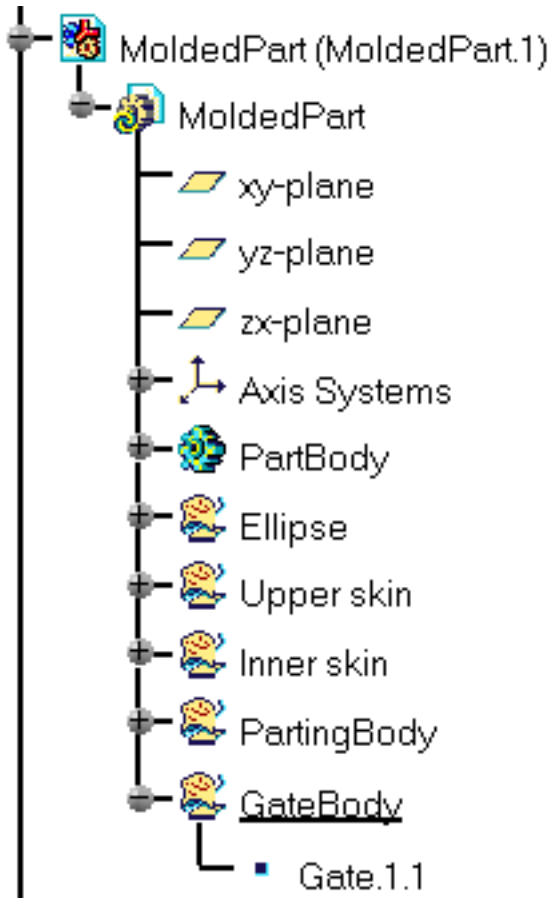 MoldedPart (MoldedPart.1)
MoldedPart
xy-plane
yz-plane
zx-plane
Axis Systems
PartBody
Ellipse
Upper skin
Inner skin
PartingBody
GateBody
Gate.1.1